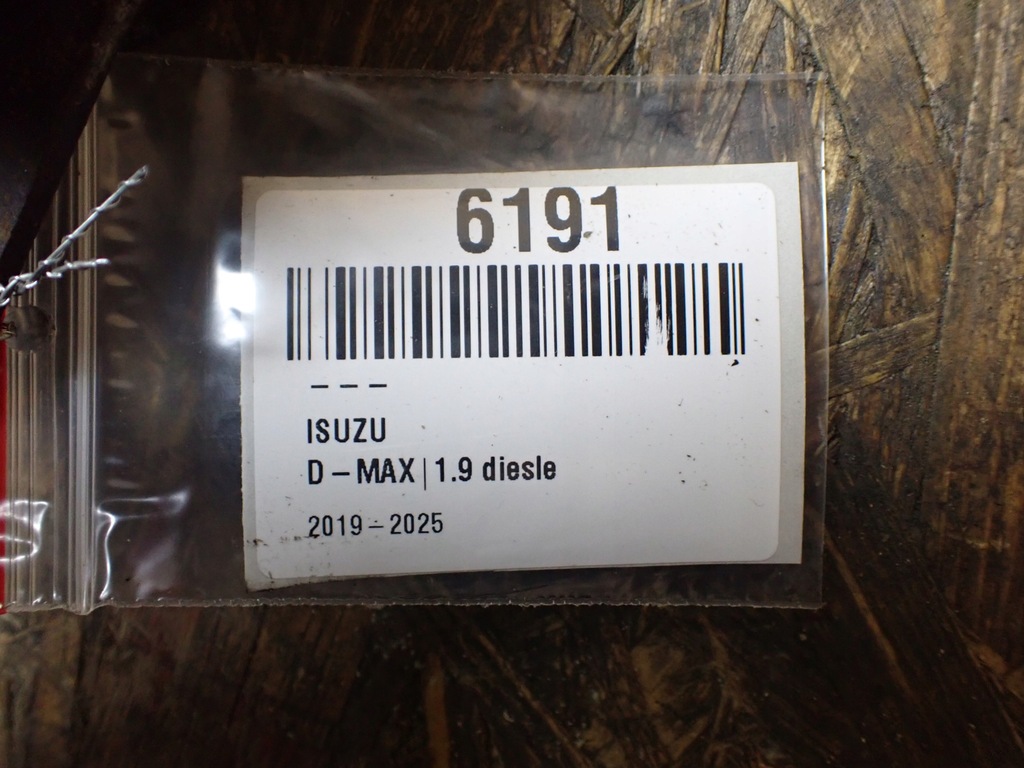 6191
---
ISUZU
D-MAX|1.9 diesle
2019-2025